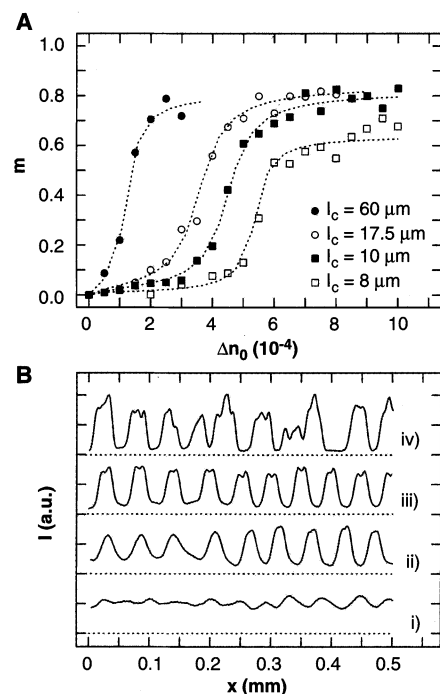 A
1.0
0.8
0.6
0.4
0.2
0.0
m
● l_c = 60 µm
○ l_c = 17.5 µm
■ l_c = 10 µm
□ l_c = 8 µm
0 2 4 6 8 10
Δn₀ (10⁻⁴)
B
I (a.u.)
iv)
iii)
ii)
i)
0.0 0.1 0.2 0.3 0.4 0.5
x (mm)